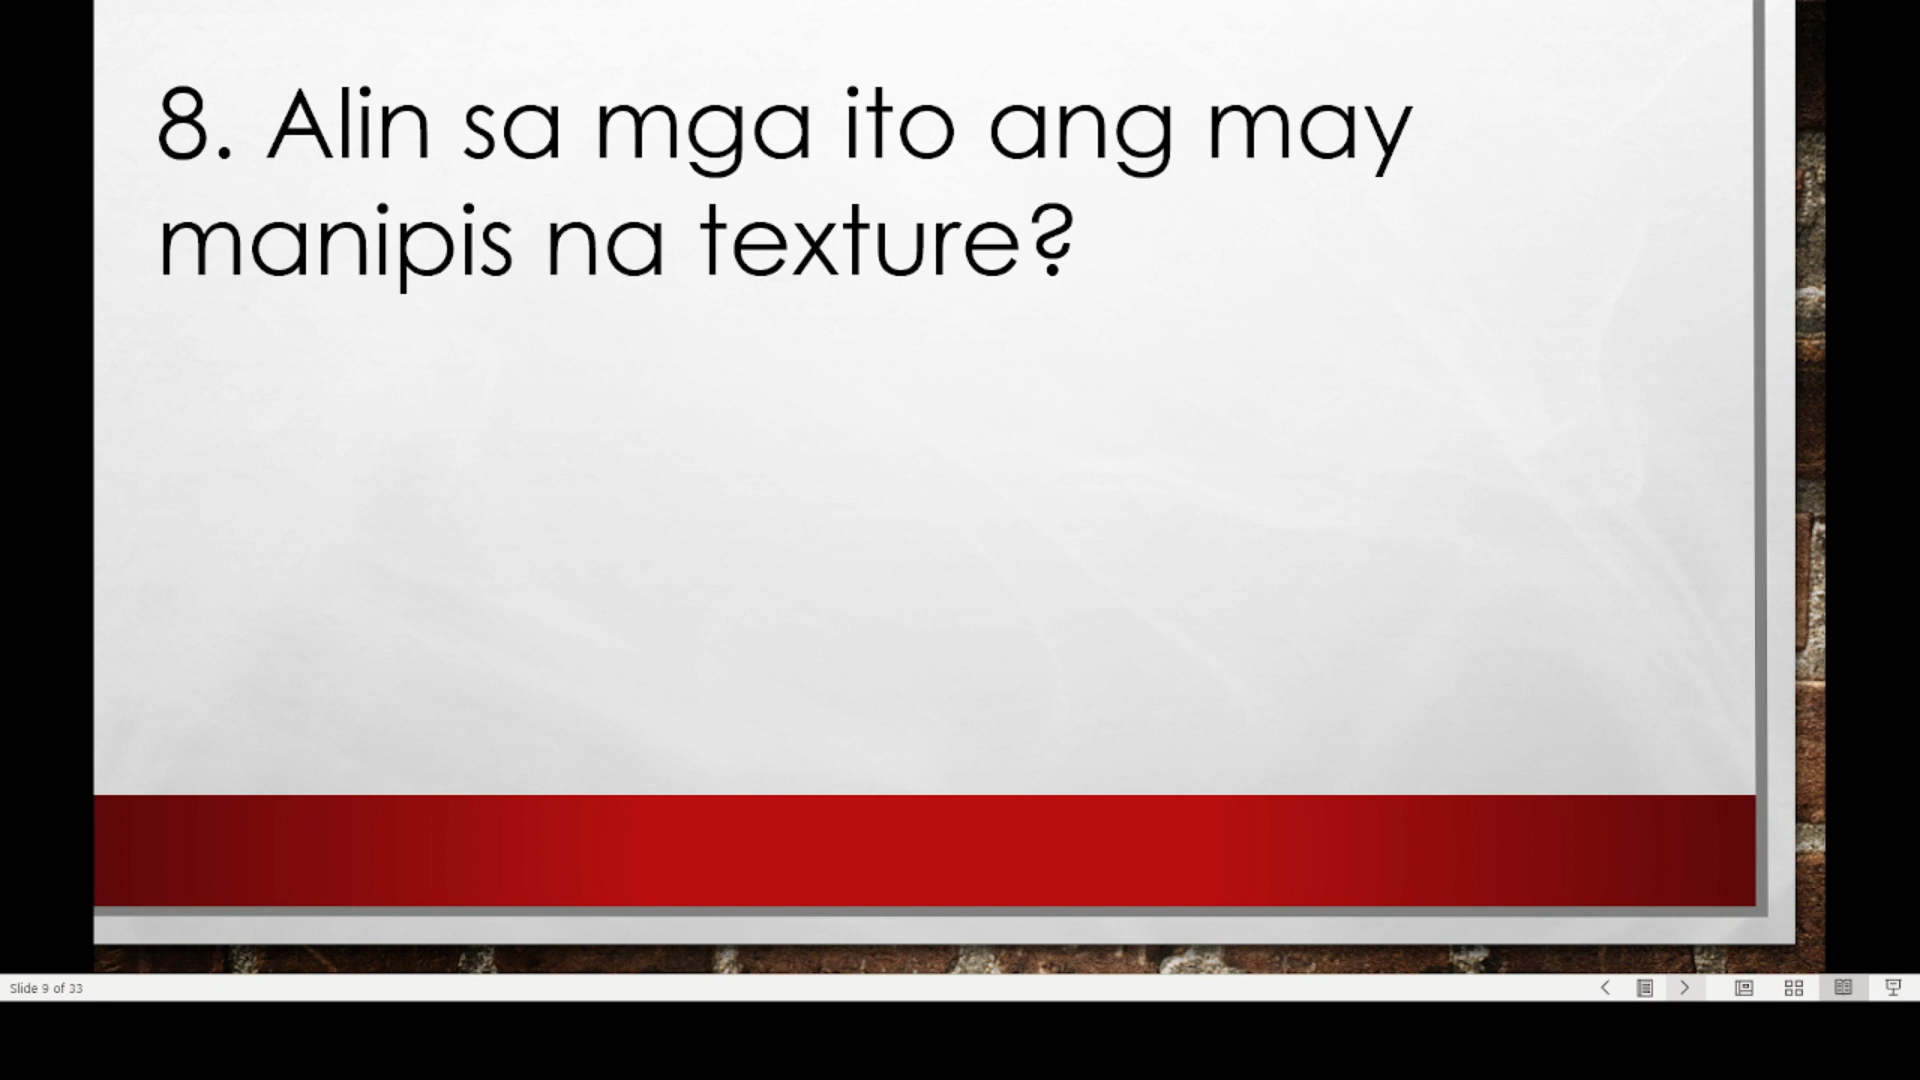 8. Alin sa mga ito ang may
manipis na texture?
Slide 9 of 33